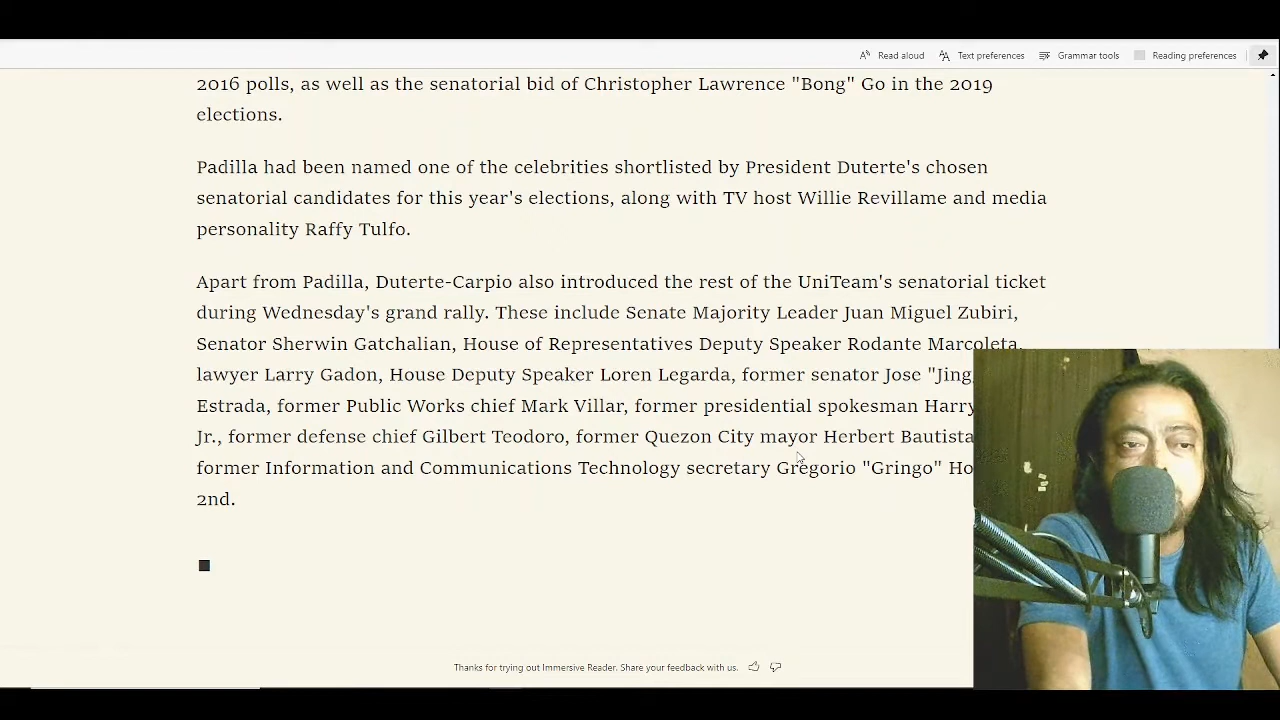 Read aloud
Text preferences
Grammar tools
Reading preferences
2016 polls, as well as the senatorial bid of Christopher Lawrence "Bong" Go in the 2019
elections.
Padilla had been named one of the celebrities shortlisted by President Duterte's chosen
senatorial candidates for this year's elections, along with TV host Willie Revillame and media
personality Raffy Tulfo.
Apart from Padilla, Duterte-Carpio also introduced the rest of the UniTeam's senatorial ticket
during Wednesday's grand rally. These include Senate Majority Leader Juan Miguel Zubiri,
Senator Sherwin Gatchalian, House of Representatives Deputy Speaker Rodante Marcoleta,
lawyer Larry Gadon, House Deputy Speaker Loren Legarda, former senator Jose
Estrada, former Public Works chief Mark Villar, former presidential spokesman Harry
Jr., former defense chief Gilbert Teodoro, former Quezon City mayor Herbert Bautista
former Information and Communications Technology secretary Gregorio "Gringo"
2nd.
Thanks for trying out Immersive Reader. Share your feedback with us.